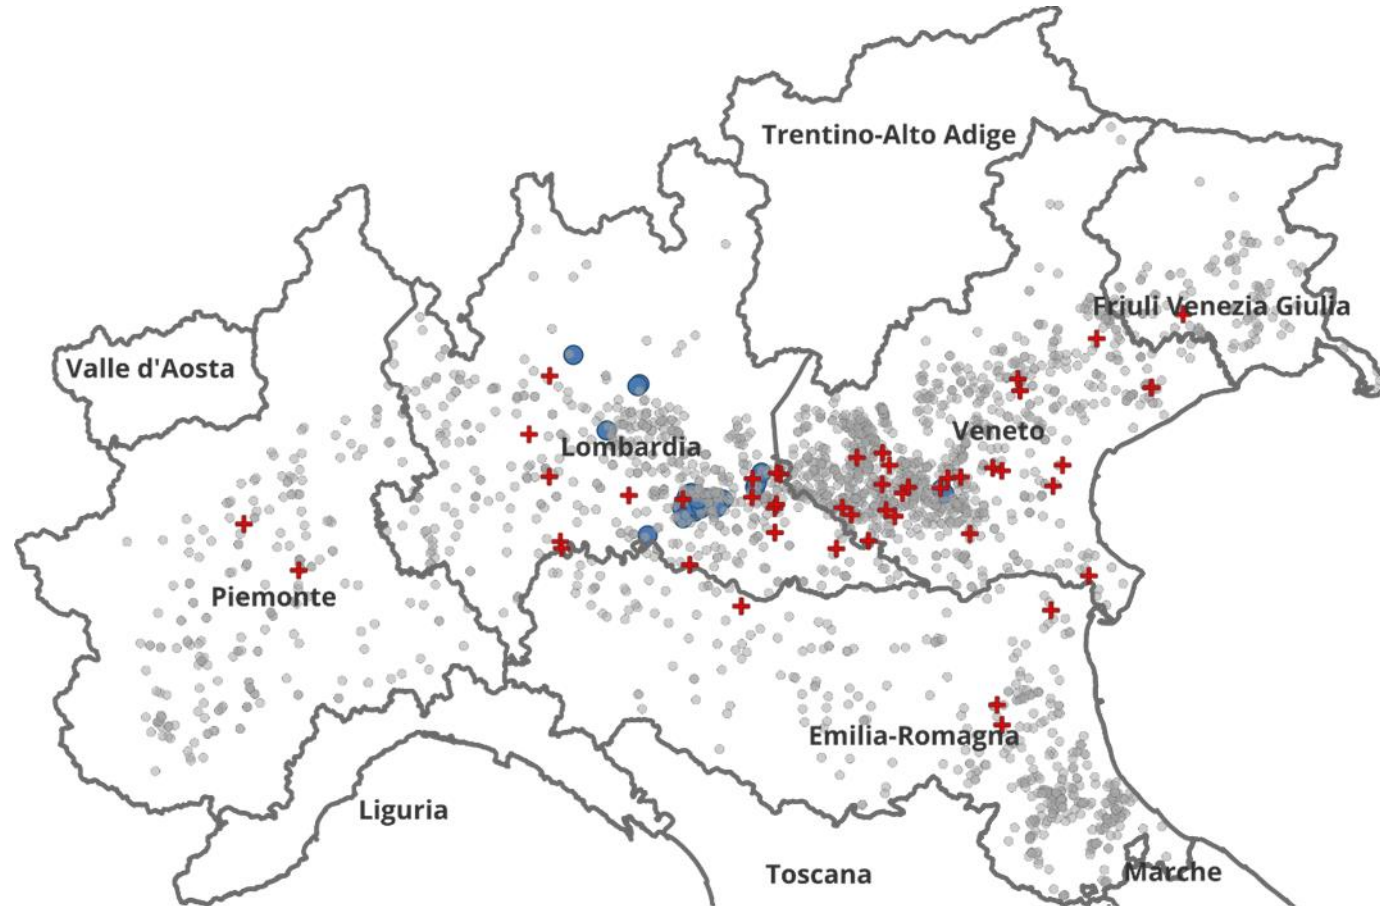 Trentino-Alto Adige
Friuli Venezia Giulia
Valle d'Aosta
Veneto
Lombardia
Piemonte
Emilia-Romagna
Liguria
Toscana
Marche